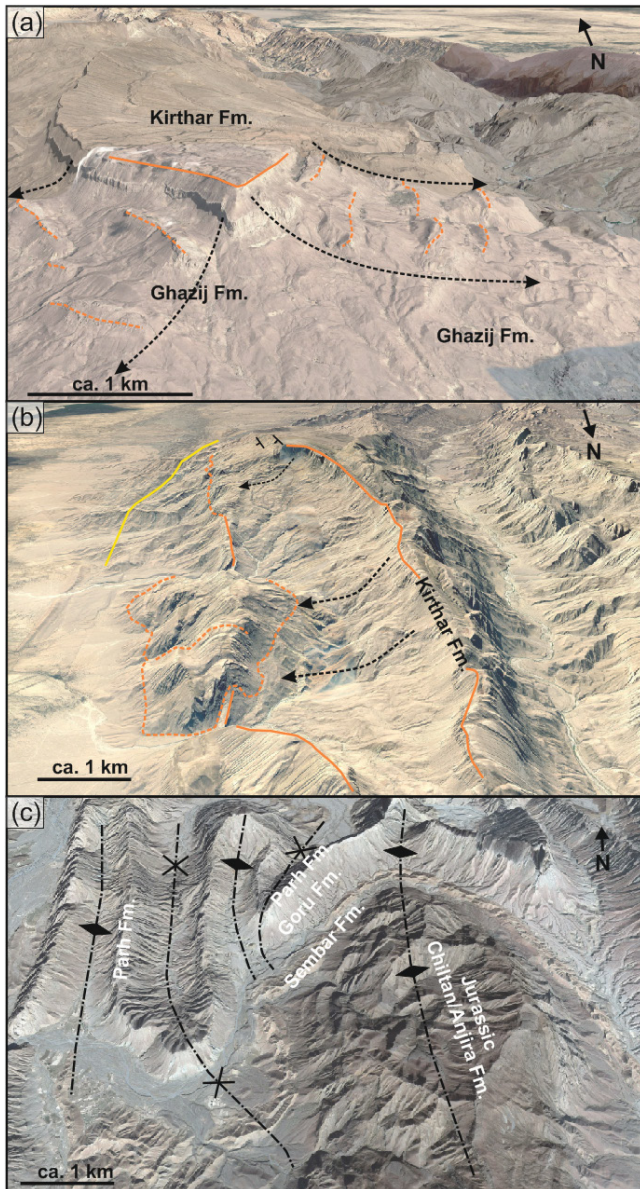 (a)
N
Kirthar Fm.
Ghazij Fm.
Ghazij Fm.
ca. 1 km
(b)
N
Kirthar Fm.
ca. 1 km
(c)
N
Parh Fm.
Parh Fm.
Goru Fm.
Sembar Fm.
Jurassic
Chiltan/Anjira Fm.
ca. 1 km